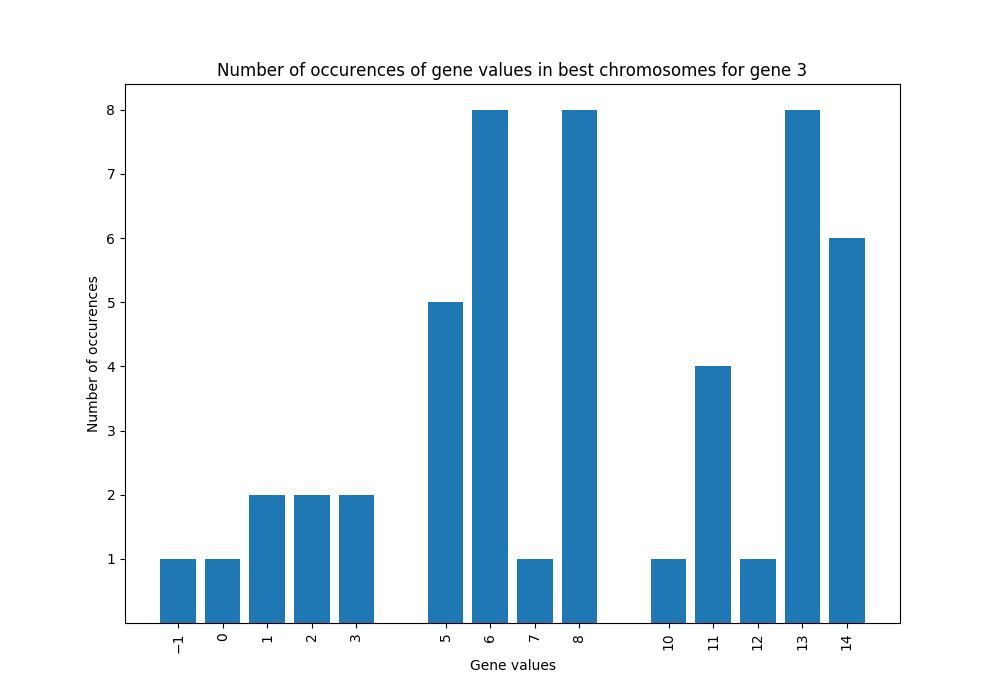 Number of occurences of gene values in best chromosomes for gene 3
8
7
6
5
4
3
2
1
Number of occurences
−1 0 1 2 3 5 6 7 8 10 11 12 13 14
Gene values